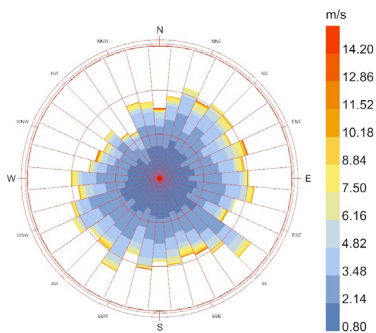 m/s
14.20
12.86
11.52
10.18
8.84
7.50
6.16
4.82
3.48
2.14
0.80
N
NNE
NE
ENE
E
ESE
SE
SSE
S
SSW
SW
WSW
W
WNW
NW
NNW